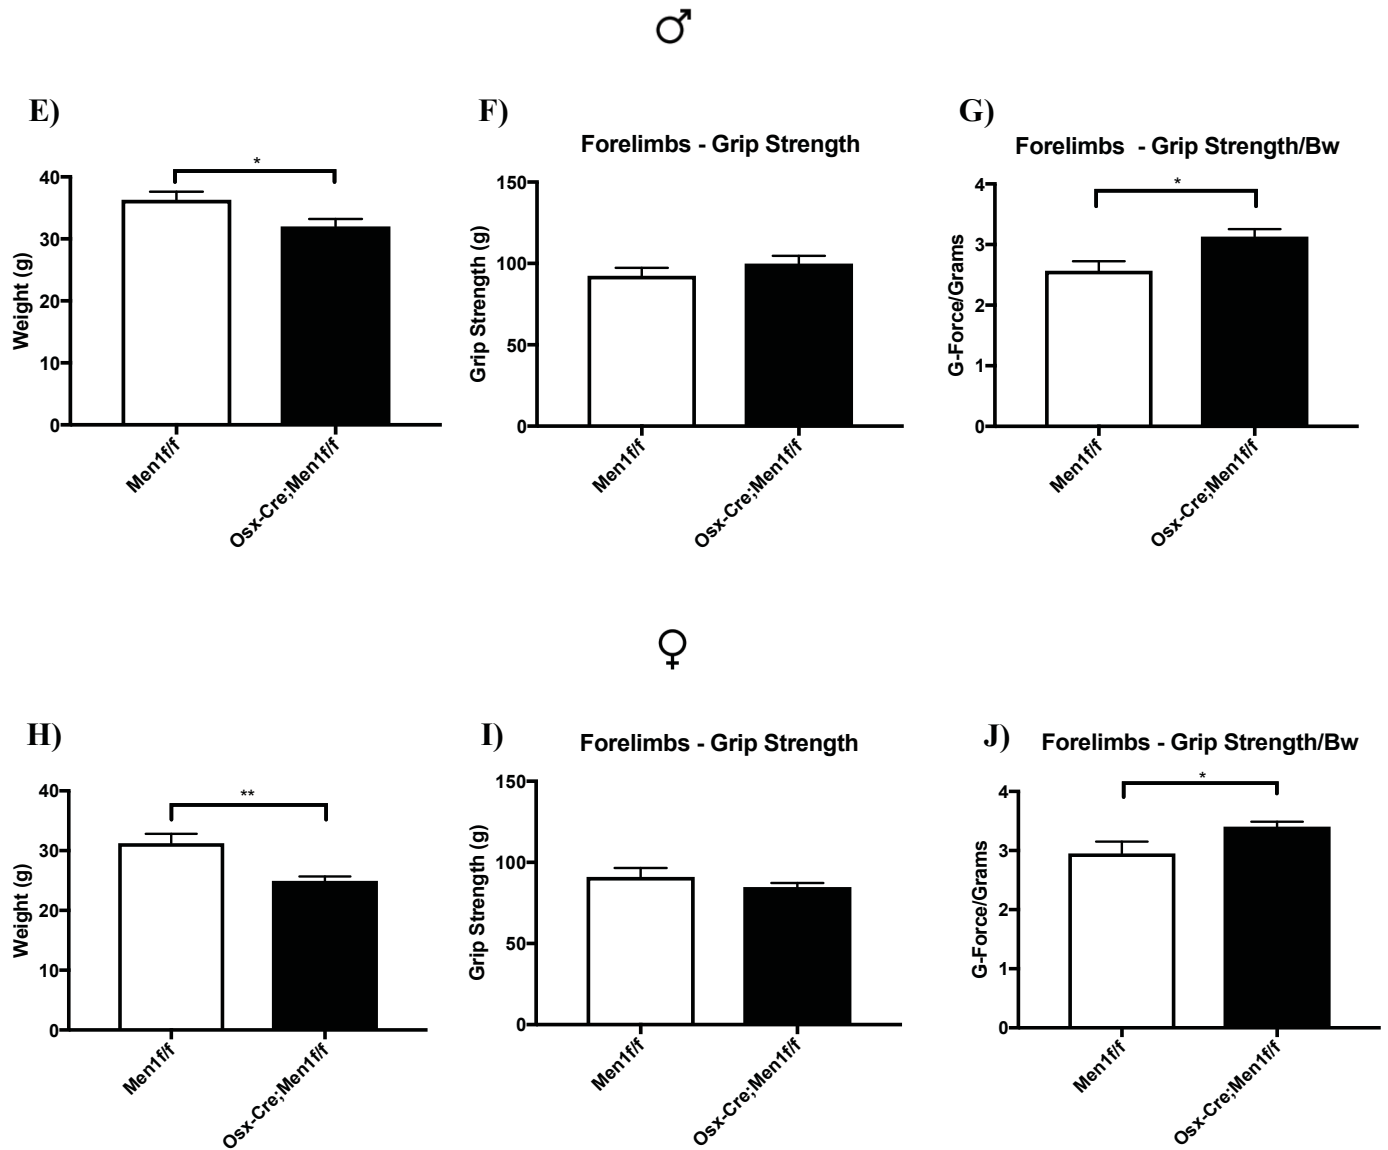 ♂
E)
Weight (g)
40
30
20
10
0
*
Men1f/f
Osx-Cre;Men1f/f
F)
Forelimbs - Grip Strength
Grip Strength (g)
150
100
50
0
Men1f/f
Osx-Cre;Men1f/f
G)
Forelimbs - Grip Strength/Bw
G-Force/Grams
4
3
2
1
0
*
Men1f/f
Osx-Cre;Men1f/f
♀
H)
Weight (g)
40
30
20
10
0
**
Men1f/f
Osx-Cre;Men1f/f
I)
Forelimbs - Grip Strength
Grip Strength (g)
150
100
50
0
Men1f/f
Osx-Cre;Men1f/f
J)
Forelimbs - Grip Strength/Bw
G-Force/Grams
4
3
2
1
0
*
Men1f/f
Osx-Cre;Men1f/f